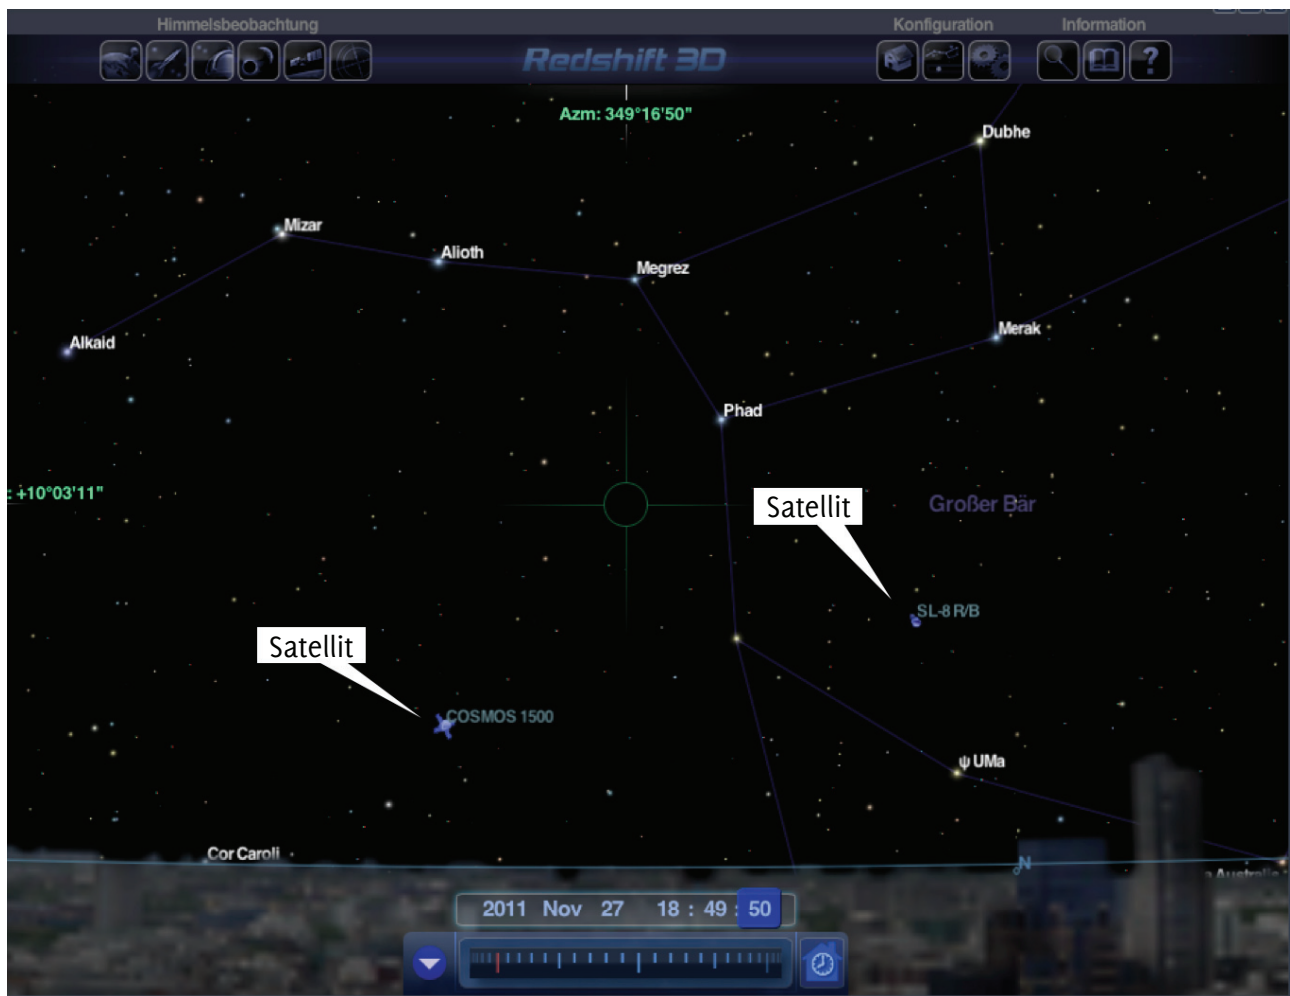 Himmelsbeobachtung
Konfiguration
Information
Redshift 3D
?
Azm: 349°16'50"
Dubhe
Mizar
Alioth
Megrez
Merak
Alkaid
Phad
: +10°03'11"
Satellit
Großer Bär
SL-8 R/B
Satellit
COSMOS 1500
ψ UMa
Cor Caroli
N
a Australis
2011 Nov 27 18 : 49 : 50